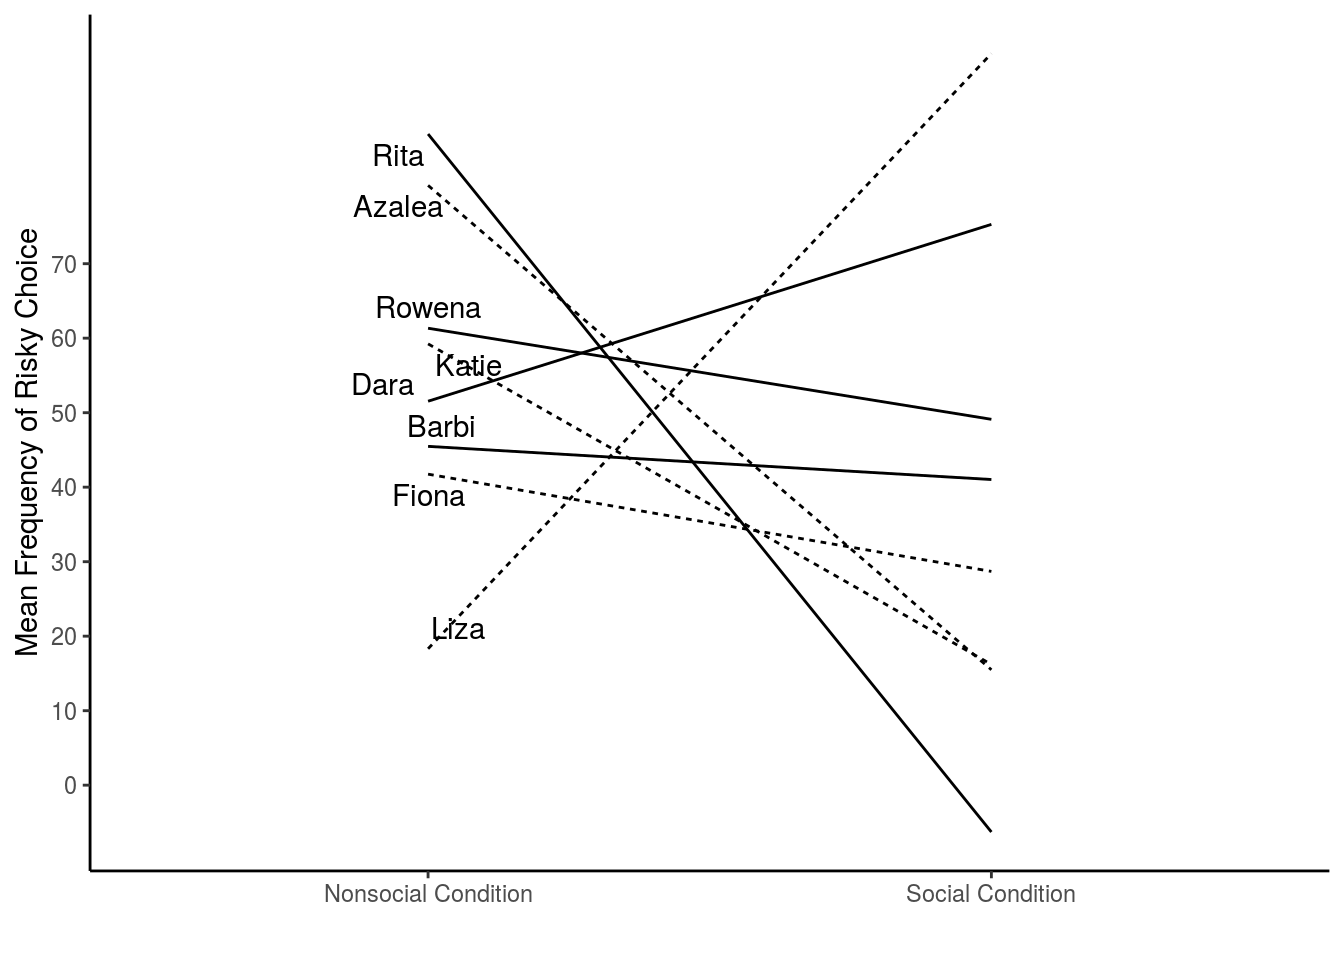 Mean Frequency of Risky Choice
70
60
50
40
30
20
10
0
Rita
Azalea
Rowena
Katie
Dara
Barbi
Fiona
Liza
Nonsocial Condition
Social Condition